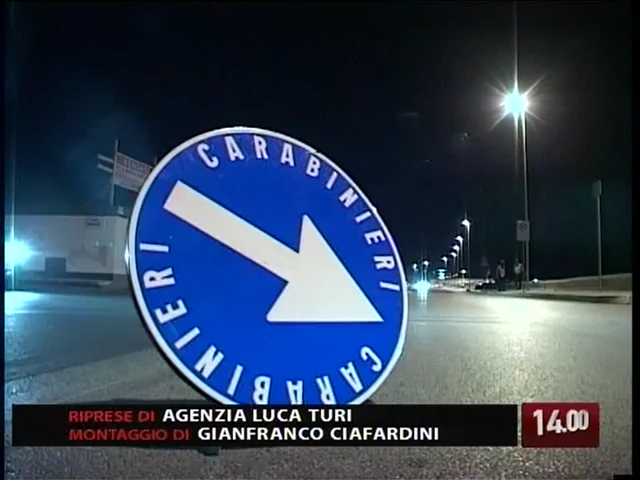 CARABINIERI
CARABINIERI
RIPRESE DI AGENZIA LUCA TURI
MONTAGGIO DI GIANFRANCO CIAFARDINI
14.00